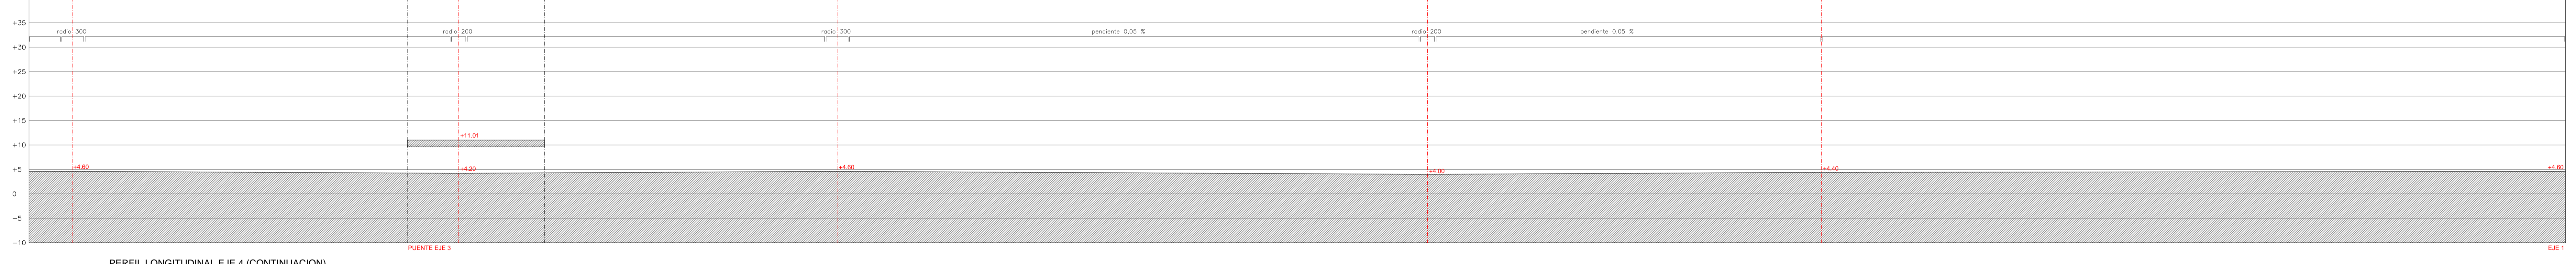 +35
radio 300
radio 200
radio 300
pendiente 0,05 %
radio 200
pendiente 0,05 %
+30
+25
+20
+15
+11.01
+10
+5
+4.60
+4.20
+4.60
+4.00
+4.40
+4.60
0
−5
−10
PUENTE EJE 3
EJE 1
PERFIL LONGITUDINAL EJE 4 (CONTINUACION)